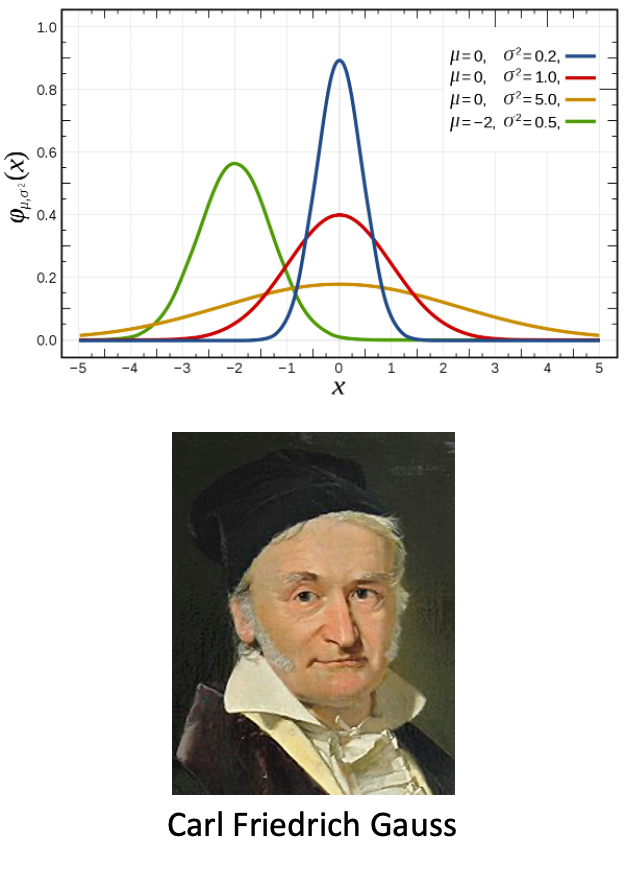 1.0
μ=0, σ²=0.2,
μ=0, σ²=1.0,
0.8
μ=0, σ²=5.0,
μ=−2, σ²=0.5,
0.6
φμ,σ²(x)
0.4
0.2
0.0
−5 −4 −3 −2 −1 0 1 2 3 4 5
x
Carl Friedrich Gauss